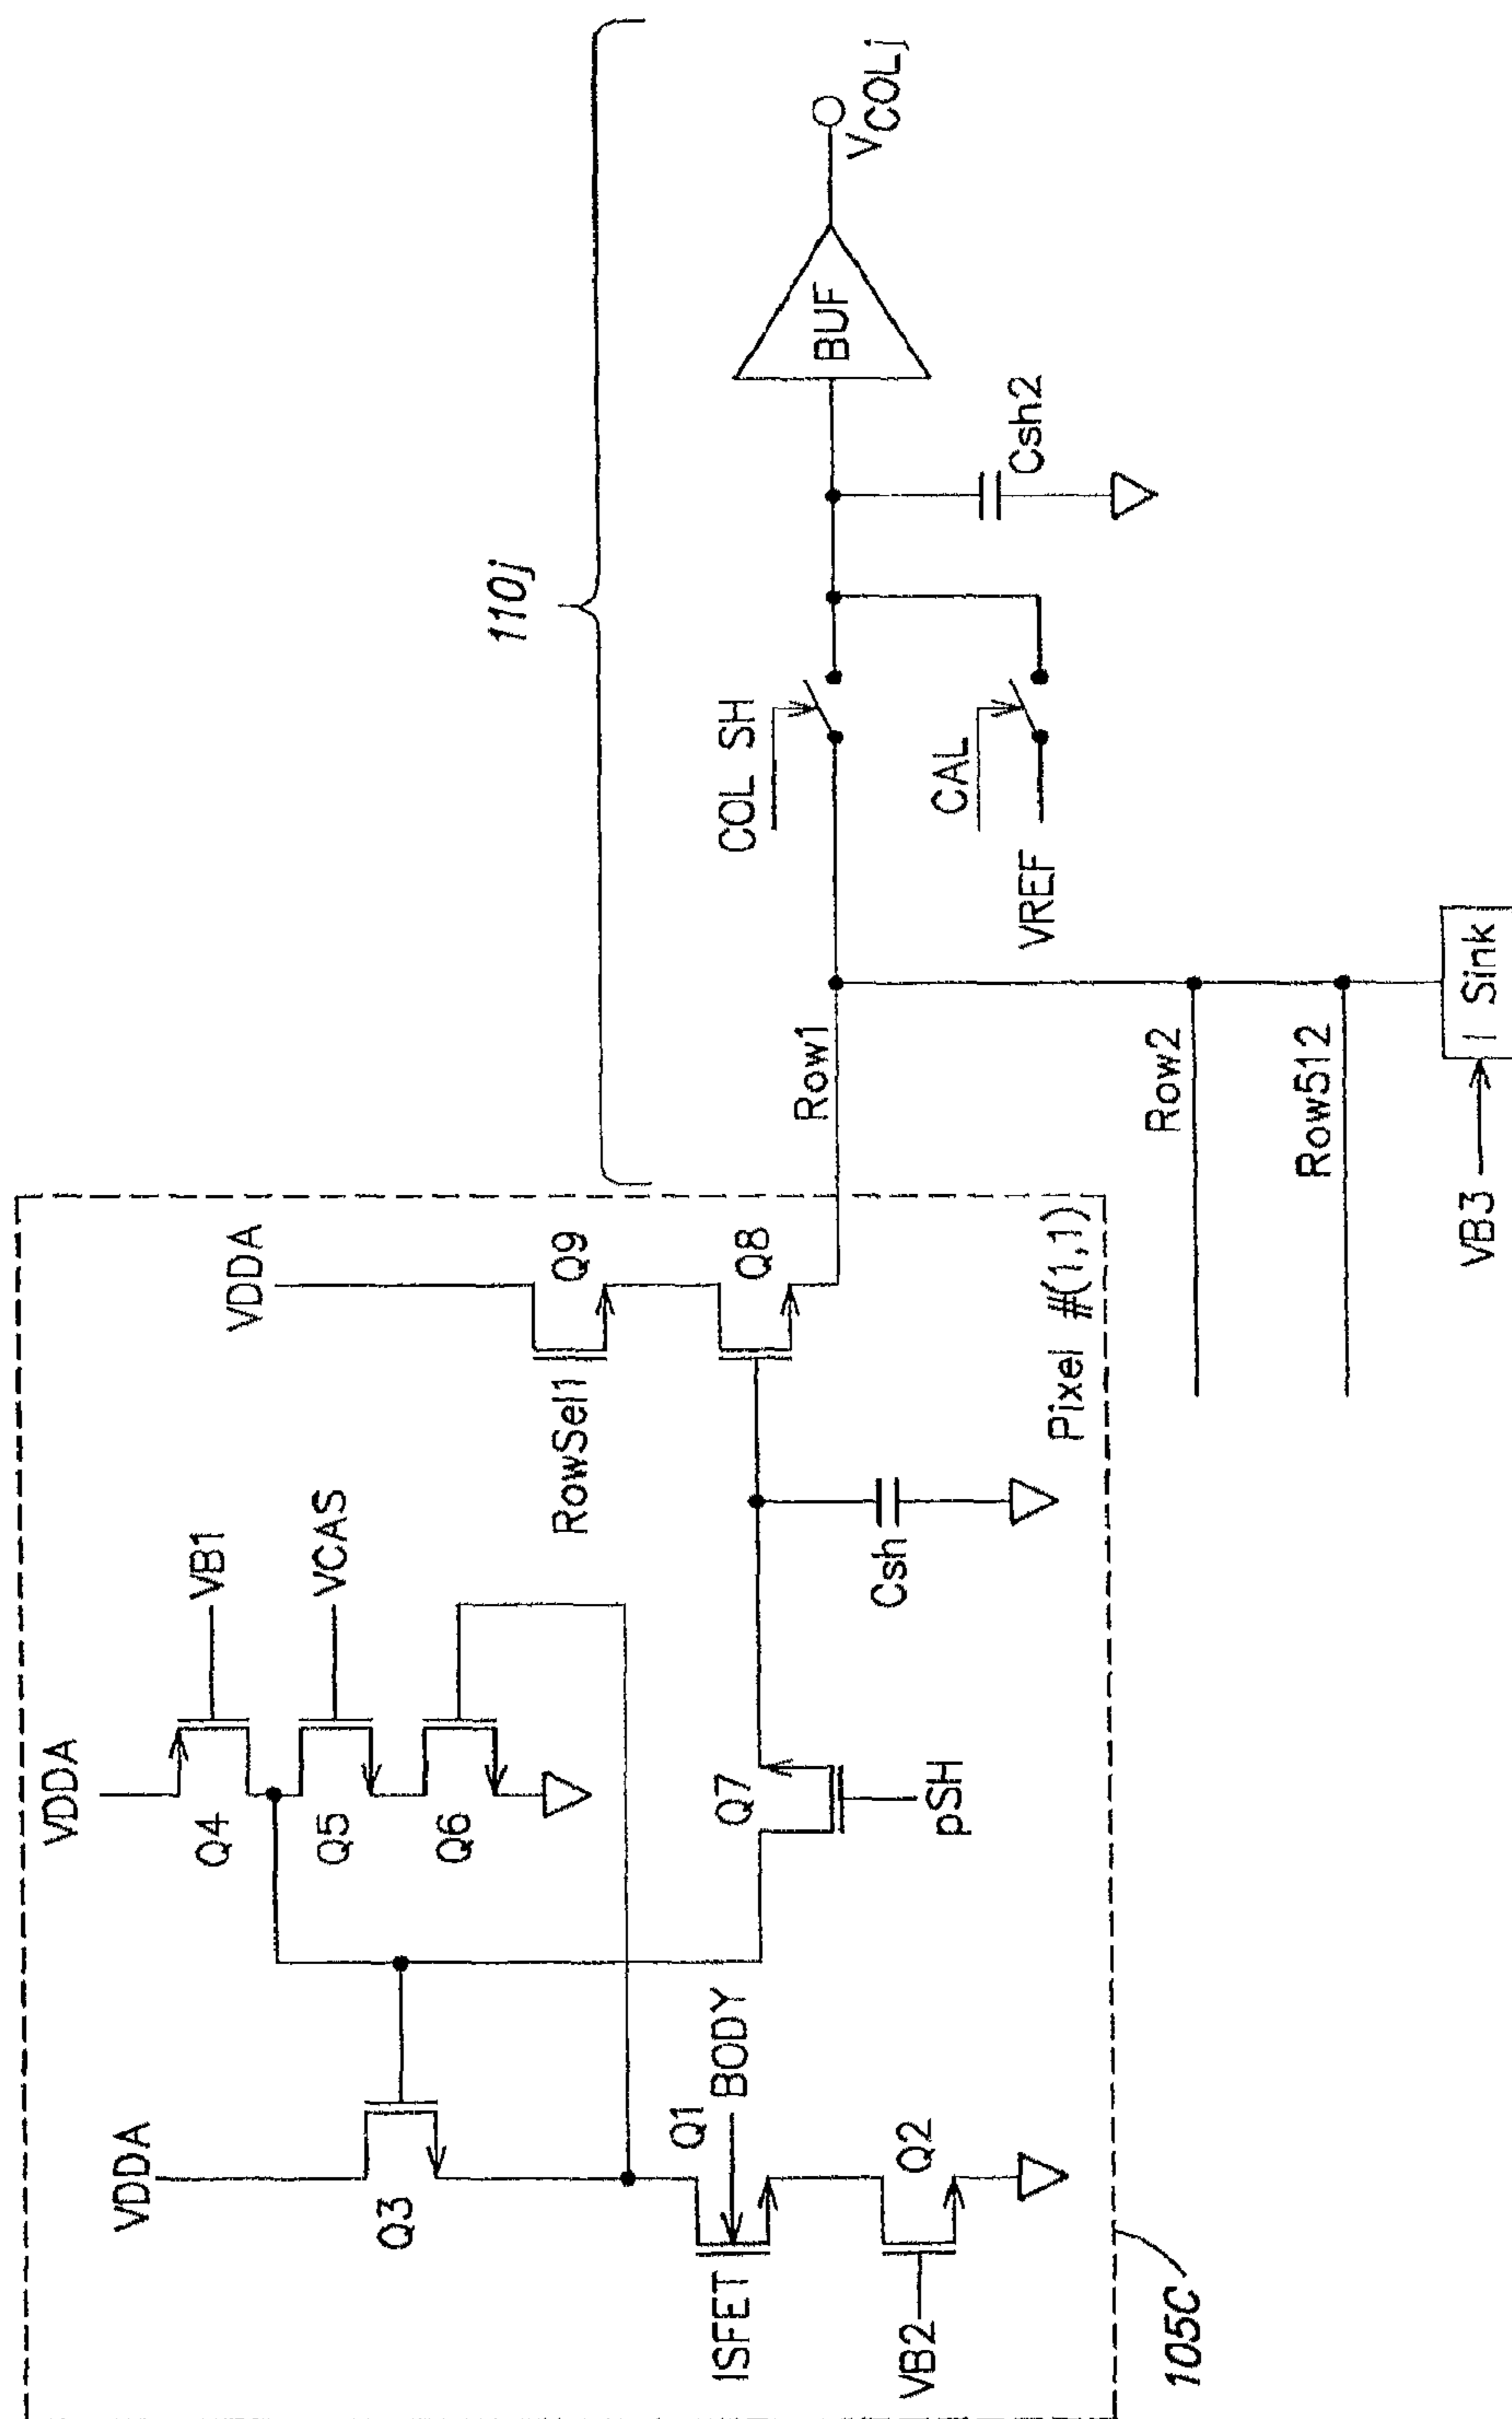 110j
VDDA
Q3
VDDA
Q4
VB1
Q5
VCAS
Q6
ISFET
Q1
BODY
VB2
Q2
Q7
pSH
Csh
VDDA
RowSel1
Q9
Q8
Pixel #(1,1)
105C
Row1
Row2
Row512
VB3
1 Sink
COL SH
CAL
VREF
Csh2
BUF
VCOLj